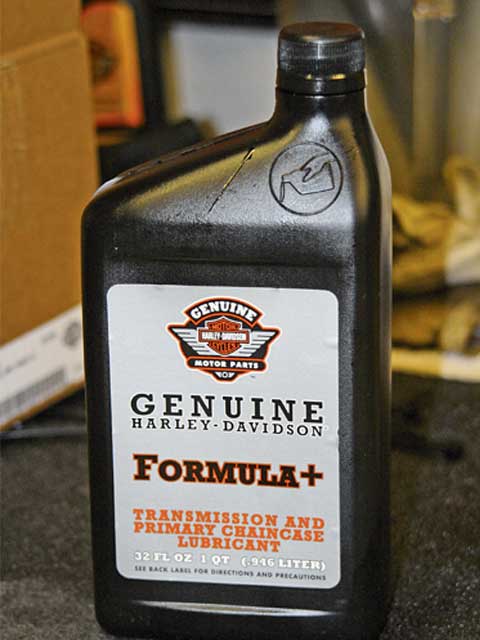 GENUINE
MOTOR
HARLEY-DAVIDSON
CYCLES
MOTOR PARTS
GENUINE
HARLEY-DAVIDSON
FORMULA+
TRANSMISSION AND
PRIMARY CHAINCASE
LUBRICANT
32 FL OZ 1 QT (.946 LITER)
SEE BACK LABEL FOR DIRECTIONS AND PRECAUTIONS